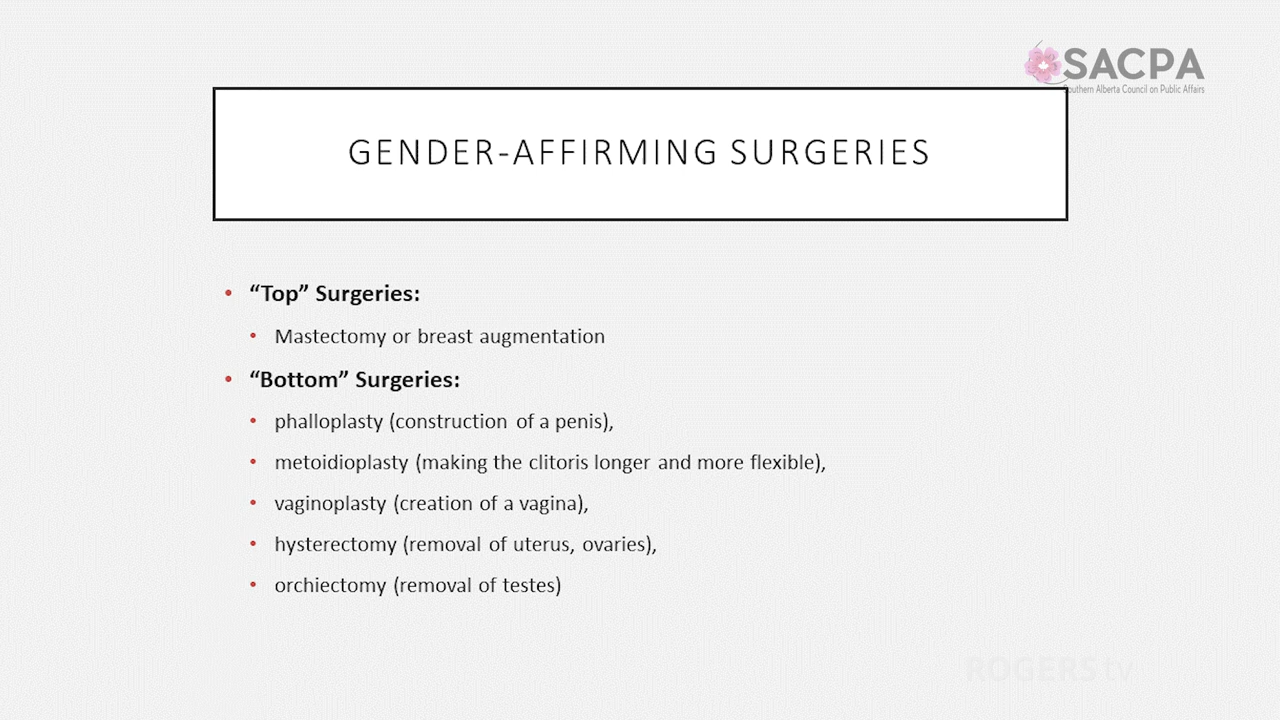 SACPA
Southern Alberta Council on Public Affairs
GENDER-AFFIRMING SURGERIES
• “Top” Surgeries:
• Mastectomy or breast augmentation
• “Bottom” Surgeries:
• phalloplasty (construction of a penis),
• metoidioplasty (making the clitoris longer and more flexible),
• vaginoplasty (creation of a vagina),
• hysterectomy (removal of uterus, ovaries),
• orchiectomy (removal of testes)
ROGERS tv